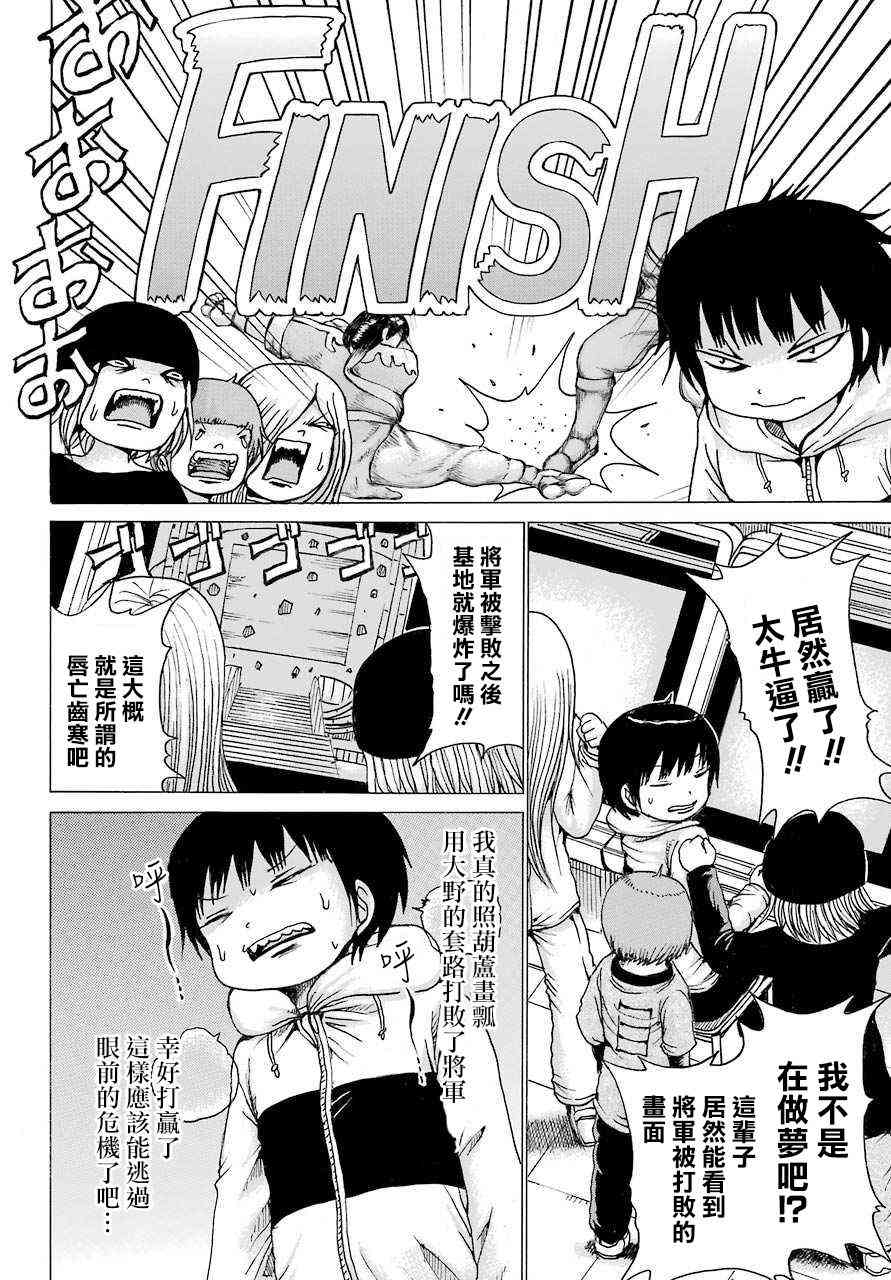 FINISH
おおおおお
居然贏了!!
太牛逼了!!
我不是
在做夢吧!?
這輩子
居然能看到
將軍被打敗的
畫面
ゴゴゴゴゴ
將軍被擊敗之後
基地就爆炸了嗎!!
這大概
就是所謂的
唇亡齒寒吧
我真的照葫蘆畫瓢
用大野的套路打敗了將軍
呼
呼
幸好打贏了
這樣應該能逃過
眼前的危機了吧…